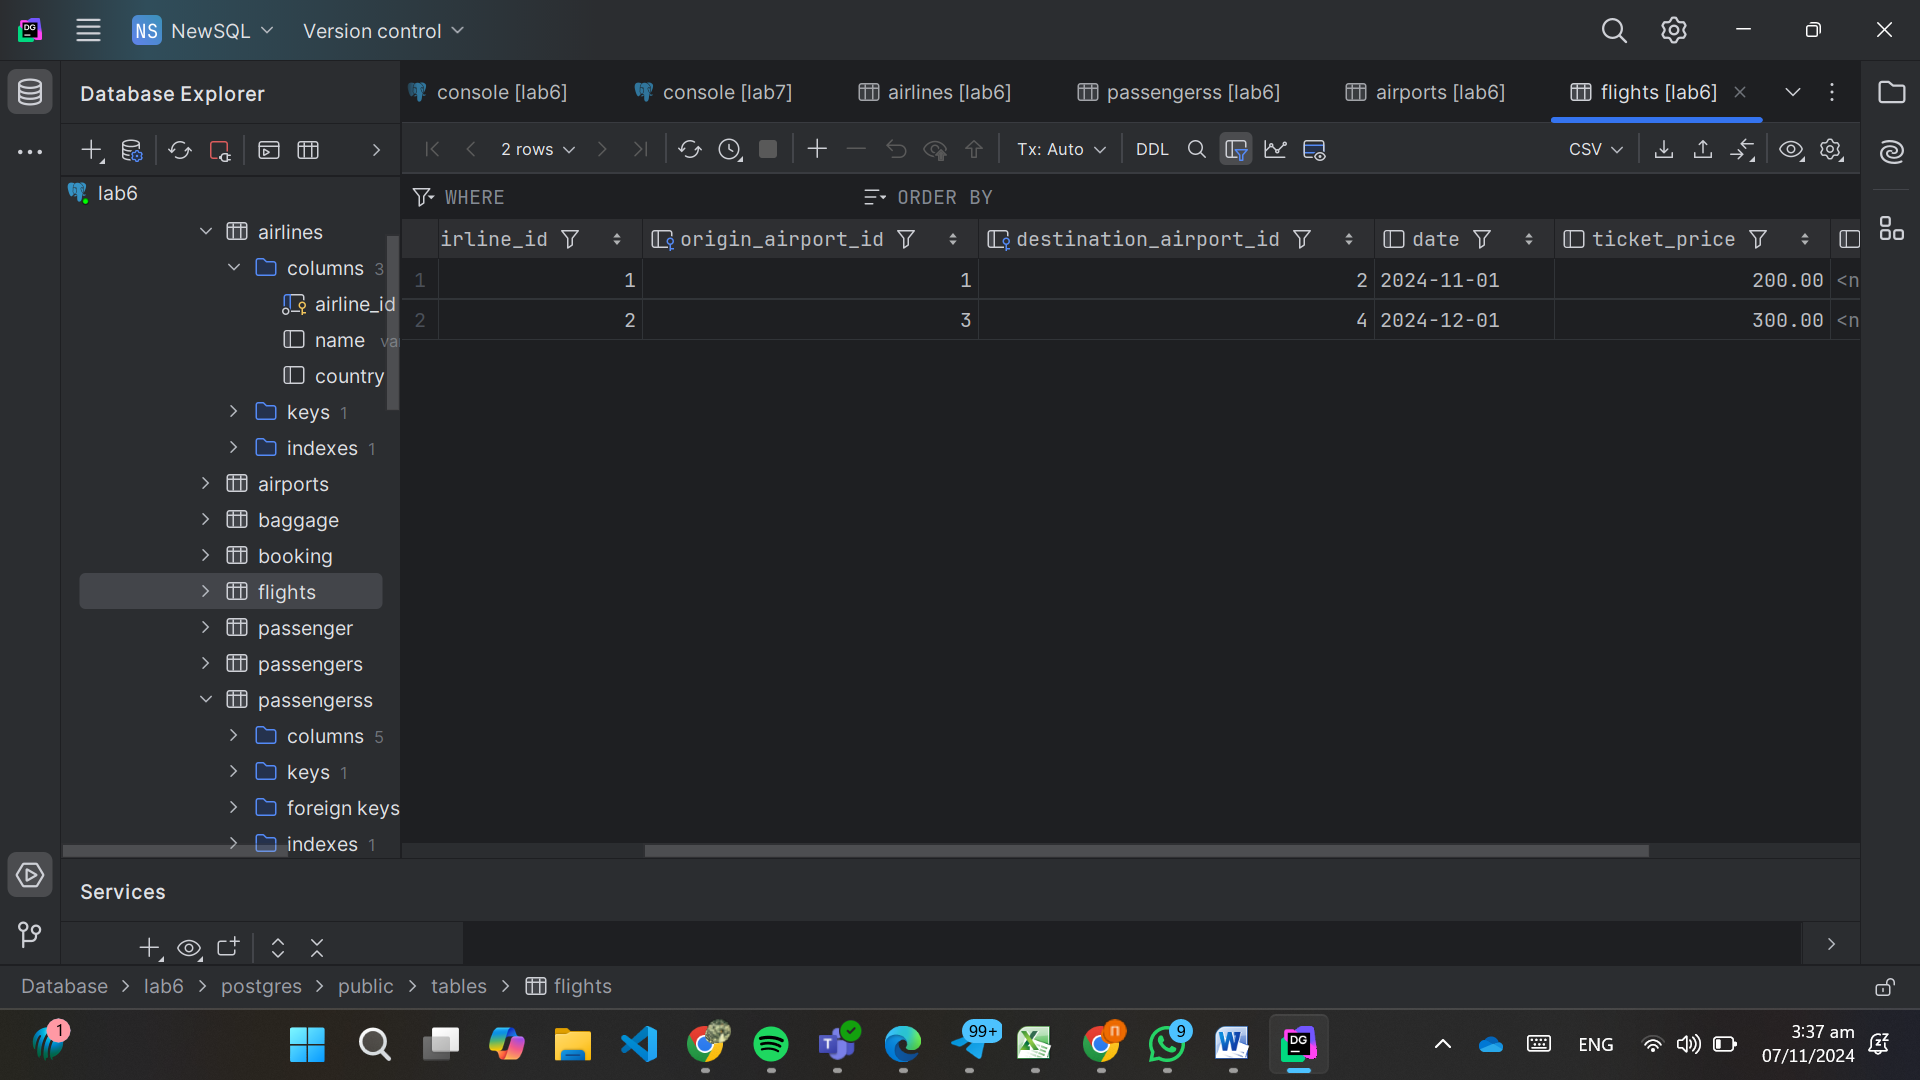 DG NS NewSQL Version control
Database Explorer
console [lab6] console [lab7] airlines [lab6] passengerss [lab6] airports [lab6] flights [lab6]
2 rows Tx: Auto DDL CSV
lab6
WHERE ORDER BY
irline_id origin_airport_id destination_airport_id date ticket_price
1 1 1 2 2024-11-01 200.00 <n
2 2 3 4 2024-12-01 300.00 <n
airlines
columns 3
airline_id
name va
country
keys 1
indexes 1
airports
baggage
booking
flights
passenger
passengers
passengerss
columns 5
keys 1
foreign keys
indexes 1
Services
Database > lab6 > postgres > public > tables > flights
1 99+ П 9 DG ENG
3:37 am
07/11/2024